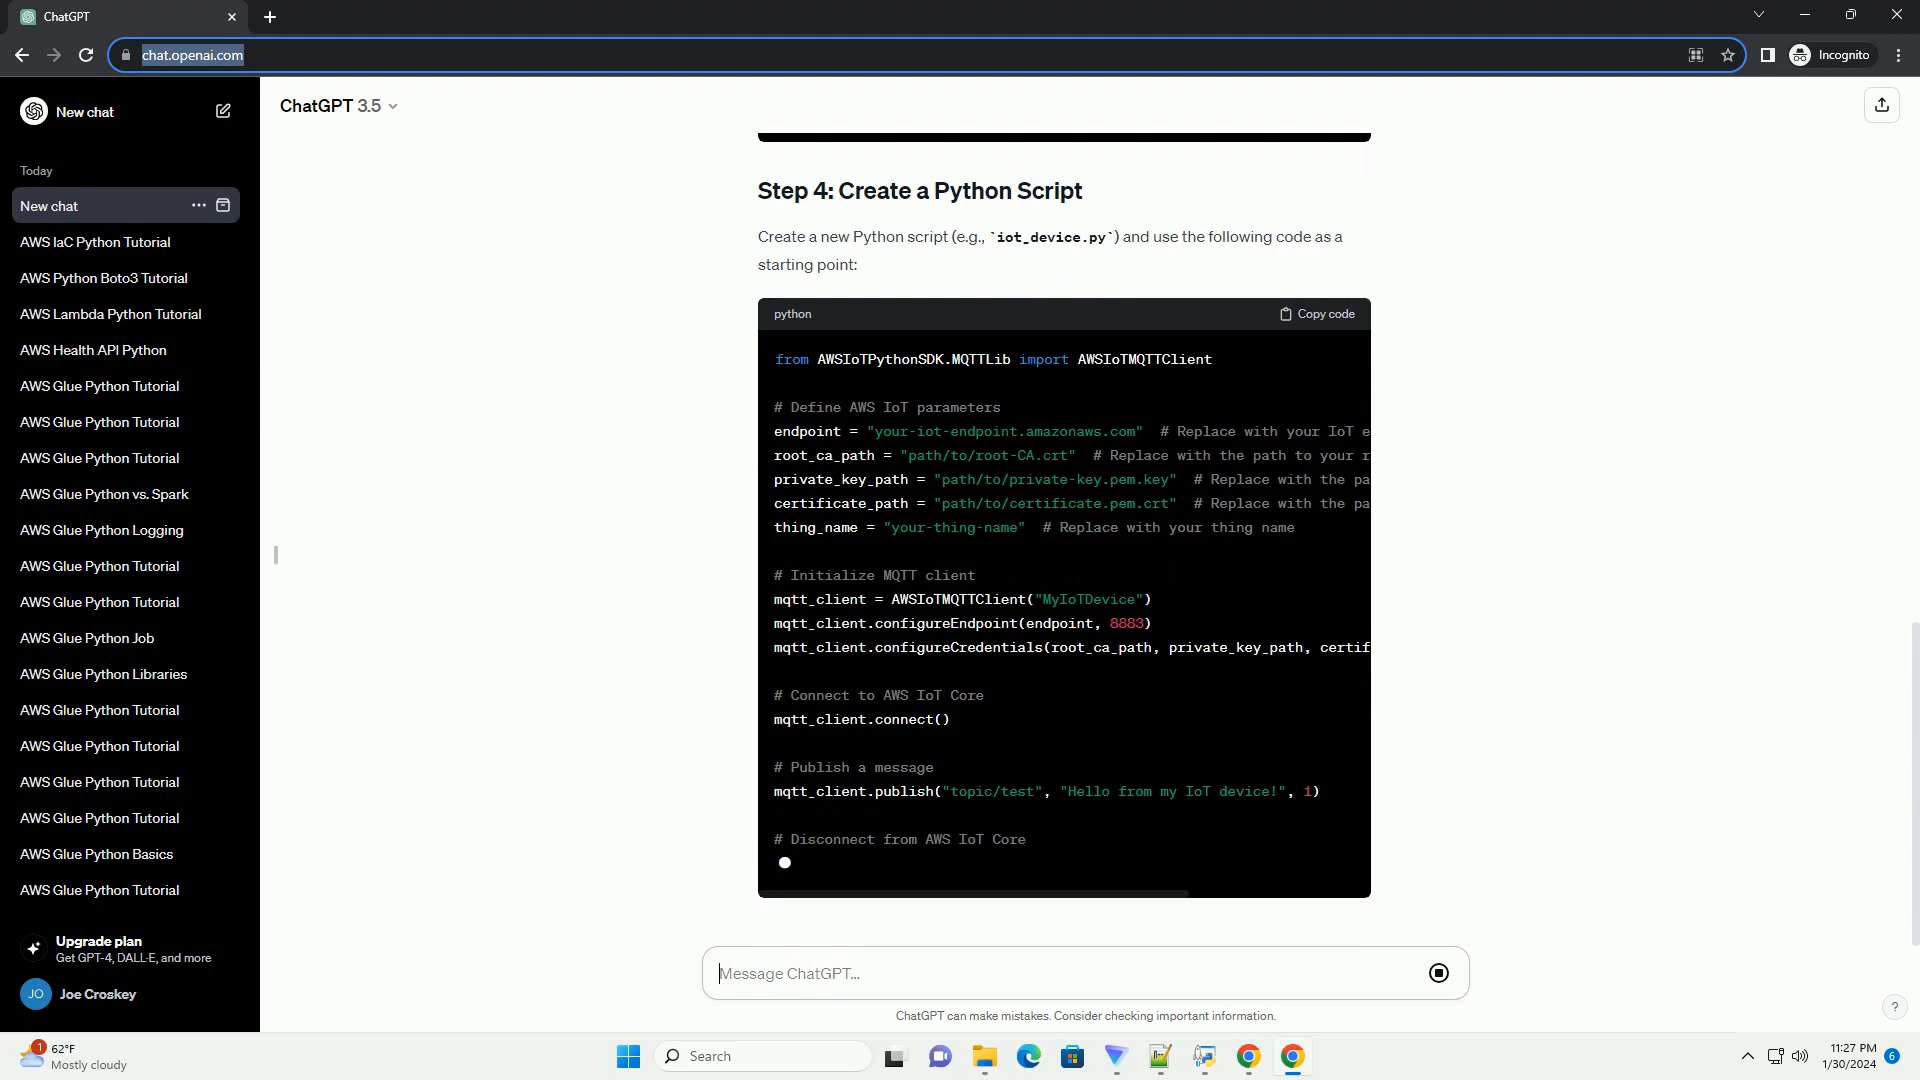 ChatGPT
chat.openai.com
Incognito
New chat
ChatGPT 3.5
Today
New chat
AWS IaC Python Tutorial
AWS Python Boto3 Tutorial
AWS Lambda Python Tutorial
AWS Health API Python
AWS Glue Python Tutorial
AWS Glue Python Tutorial
AWS Glue Python Tutorial
AWS Glue Python vs. Spark
AWS Glue Python Logging
AWS Glue Python Tutorial
AWS Glue Python Tutorial
AWS Glue Python Job
AWS Glue Python Libraries
AWS Glue Python Tutorial
AWS Glue Python Tutorial
AWS Glue Python Tutorial
AWS Glue Python Tutorial
AWS Glue Python Basics
AWS Glue Python Tutorial
Upgrade plan
Get GPT-4, DALL·E, and more
JO Joe Croskey
Step 4: Create a Python Script
Create a new Python script (e.g., `iot_device.py`) and use the following code as a
starting point:
python Copy code
from AWSIoTPythonSDK.MQTTLib import AWSIoTMQTTClient
# Define AWS IoT parameters
endpoint = "your-iot-endpoint.amazonaws.com"  # Replace with your IoT e
root_ca_path = "path/to/root-CA.crt"  # Replace with the path to your r
private_key_path = "path/to/private-key.pem.key"  # Replace with the pa
certificate_path = "path/to/certificate.pem.crt"  # Replace with the pa
thing_name = "your-thing-name"  # Replace with your thing name
# Initialize MQTT client
mqtt_client = AWSIoTMQTTClient("MyIoTDevice")
mqtt_client.configureEndpoint(endpoint, 8883)
mqtt_client.configureCredentials(root_ca_path, private_key_path, certif
# Connect to AWS IoT Core
mqtt_client.connect()
# Publish a message
mqtt_client.publish("topic/test", "Hello from my IoT device!", 1)
# Disconnect from AWS IoT Core
Message ChatGPT...
ChatGPT can make mistakes. Consider checking important information.
?
1
62°F
Mostly cloudy
Search
11:27 PM
1/30/2024
6